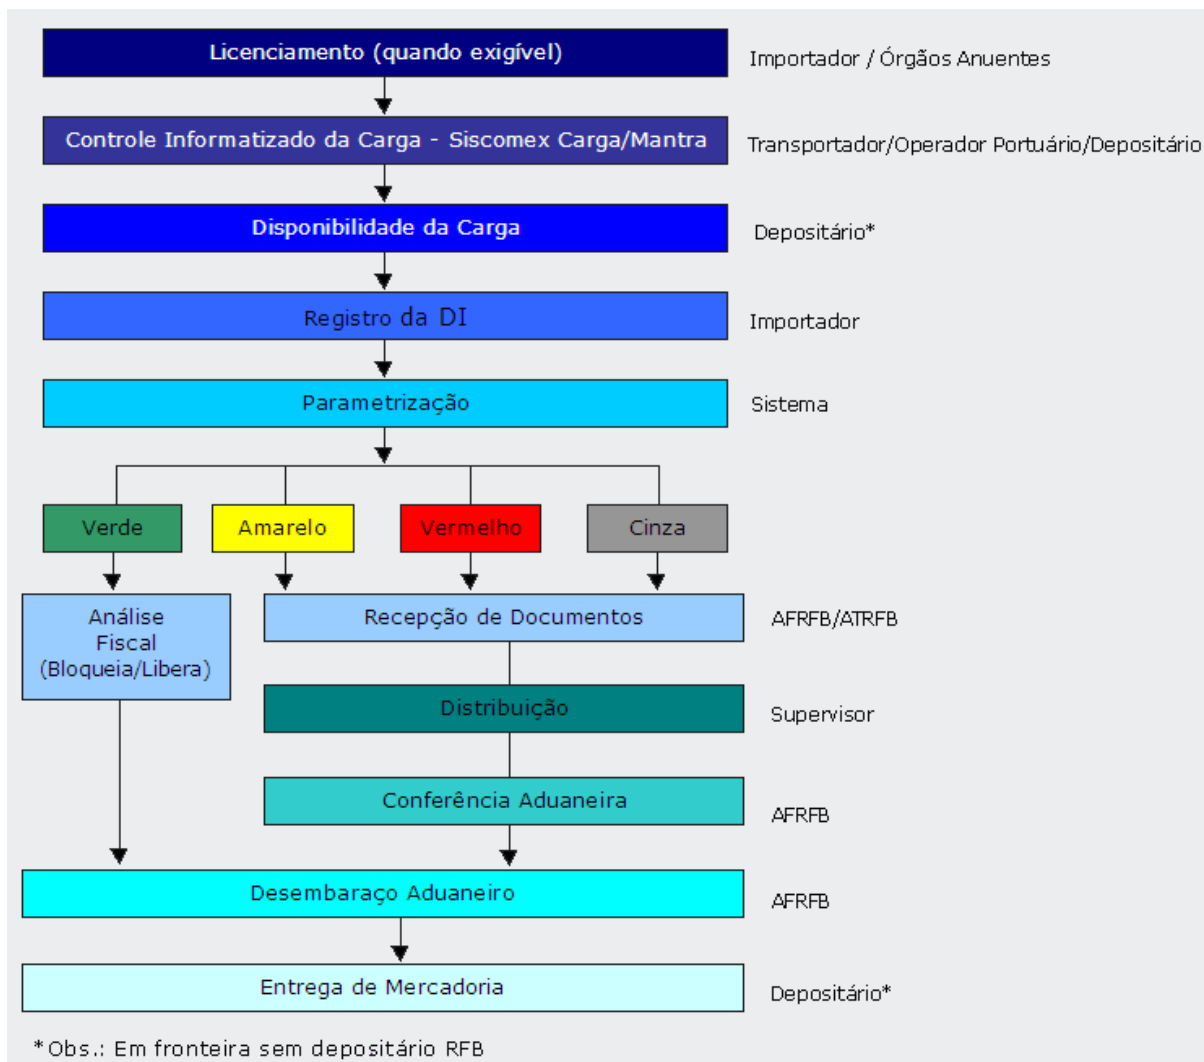 Licenciamento (quando exigível)
Importador / Órgãos Anuentes
Controle Informatizado da Carga - Siscomex Carga/Mantra
Transportador/Operador Portuário/Depositário
Disponibilidade da Carga
Depositário*
Registro da DI
Importador
Parametrização
Sistema
Verde
Amarelo
Vermelho
Cinza
Análise
Fiscal
(Bloqueia/Libera)
Recepção de Documentos
AFRFB/ATRFB
Distribuição
Supervisor
Conferência Aduaneira
AFRFB
Desembaraço Aduaneiro
AFRFB
Entrega de Mercadoria
Depositário*
*Obs.: Em fronteira sem depositário RFB